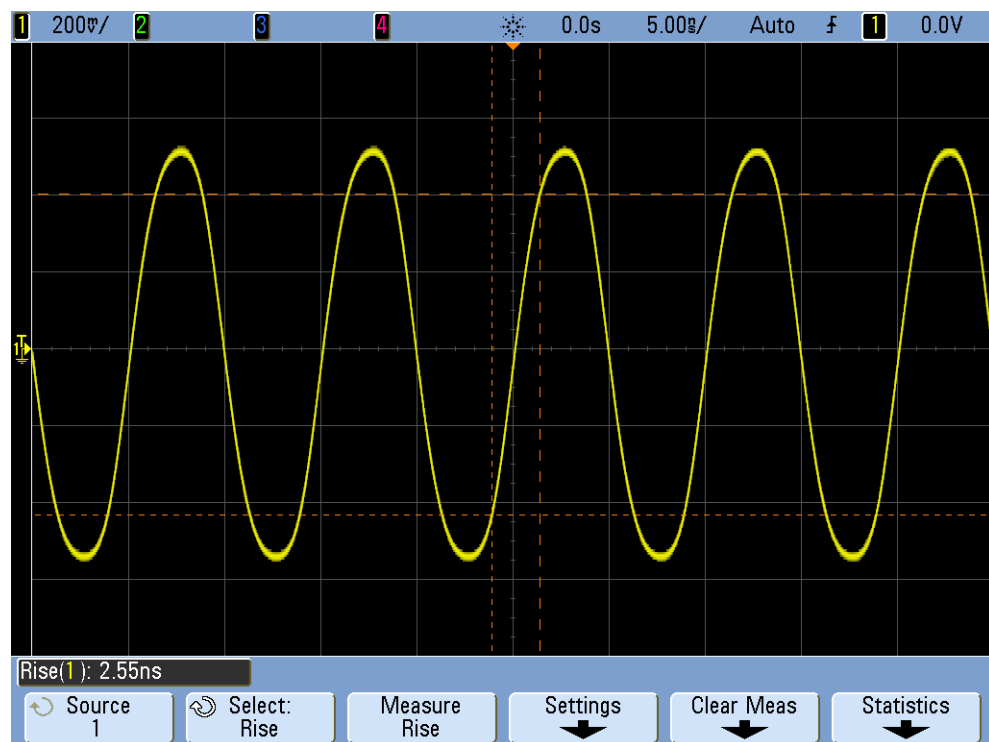 1 200mV/ 2 3 4 0.0s 5.00ns/ Auto 1 0.0V
T
1
Rise(1): 2.55ns
Source
1
Select:
Rise
Measure
Rise
Settings
Clear Meas
Statistics